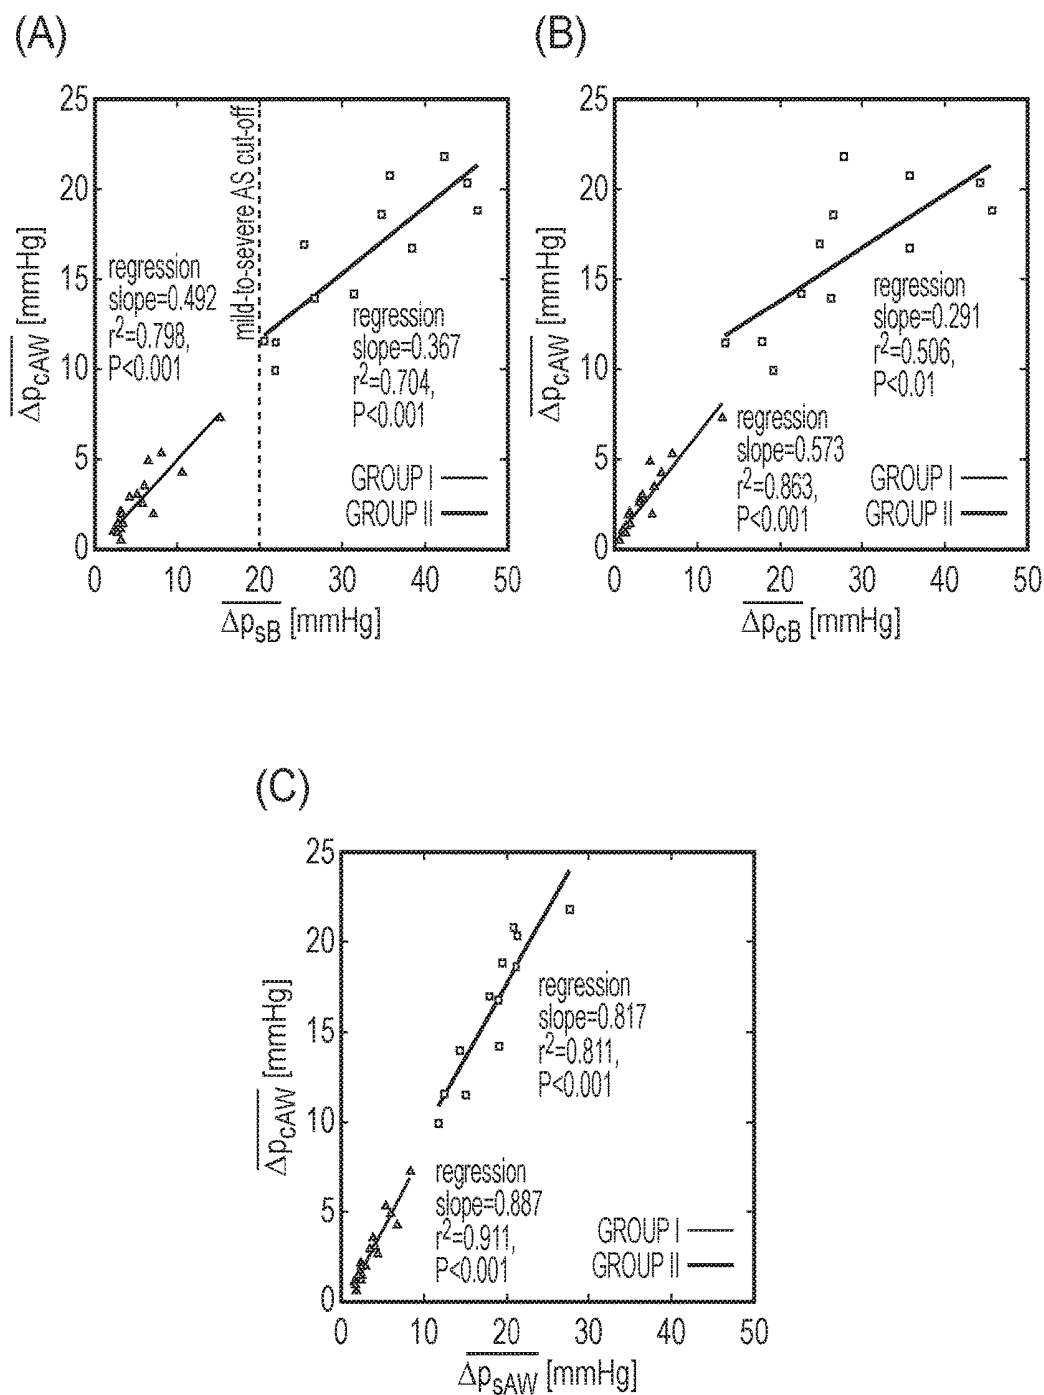 (A)
25
20
15
10
5
0
0 10 20 30 40 50
Δp̅cAW [mmHg]
Δp̅sB [mmHg]
mild-to-severe AS cut-off
regression
slope=0.492
r²=0.798,
P<0.001
regression
slope=0.367
r²=0.704,
P<0.001
GROUP I
GROUP II
(B)
25
20
15
10
5
0
0 10 20 30 40 50
Δp̅cAW [mmHg]
Δp̅cB [mmHg]
regression
slope=0.291
r²=0.506,
P<0.01
regression
slope=0.573
r²=0.863,
P<0.001
GROUP I
GROUP II
(C)
25
20
15
10
5
0
0 10 20 30 40 50
Δp̅cAW [mmHg]
Δp̅sAW [mmHg]
regression
slope=0.817
r²=0.811,
P<0.001
regression
slope=0.887
r²=0.911,
P<0.001
GROUP I
GROUP II